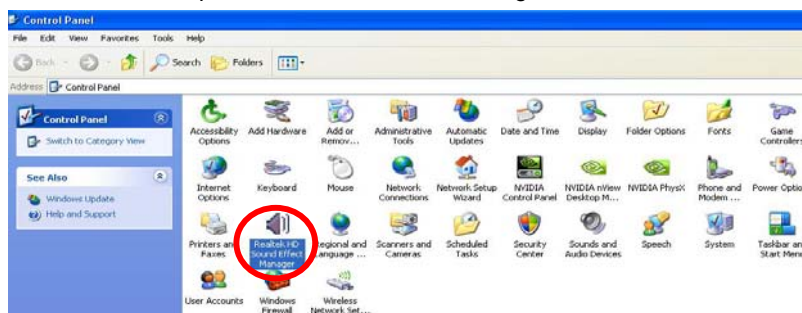 Control Panel
File Edit View Favorites Tools Help
Back Search Folders
Address Control Panel
Control Panel
Switch to Category View
See Also
Windows Update
Help and Support
Accessibility Options
Add Hardware
Add or Remov...
Administrative Tools
Automatic Updates
Date and Time
Display
Folder Options
Fonts
Game Controllers
Internet Options
Keyboard
Mouse
Network Connections
Network Setup Wizard
NVIDIA Control Panel
NVIDIA nView Desktop M...
NVIDIA PhysX
Phone and Modem ...
Power Optio
Printers an Faxes
Realtek HD Sound Effect Manager
egional and anguage ...
Scanners and Cameras
Scheduled Tasks
Security Center
Sounds and Audio Devices
Speech
System
Taskbar an Start Menu
User Accounts
Windows Firewall
Wireless Network Set...